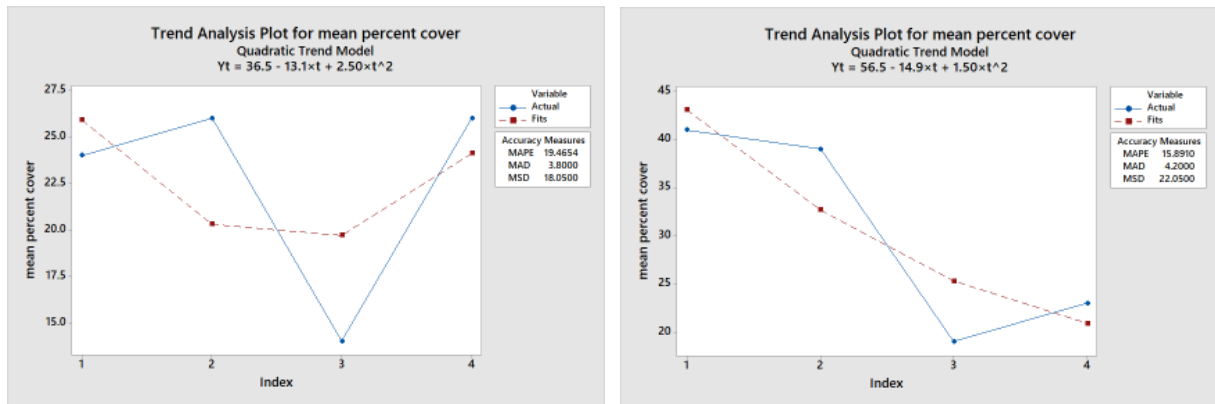 Trend Analysis Plot for mean percent cover
Quadratic Trend Model
Yt = 36.5 - 13.1×t + 2.50×t^2
27.5
25.0
22.5
20.0
17.5
15.0
mean percent cover
1 2 3 4
Index
Variable
Actual
Fits
Accuracy Measures
MAPE 19.4654
MAD 3.8000
MSD 18.0500
Trend Analysis Plot for mean percent cover
Quadratic Trend Model
Yt = 56.5 - 14.9×t + 1.50×t^2
45
40
35
30
25
20
mean percent cover
1 2 3 4
Index
Variable
Actual
Fits
Accuracy Measures
MAPE 15.8910
MAD 4.2000
MSD 22.0500